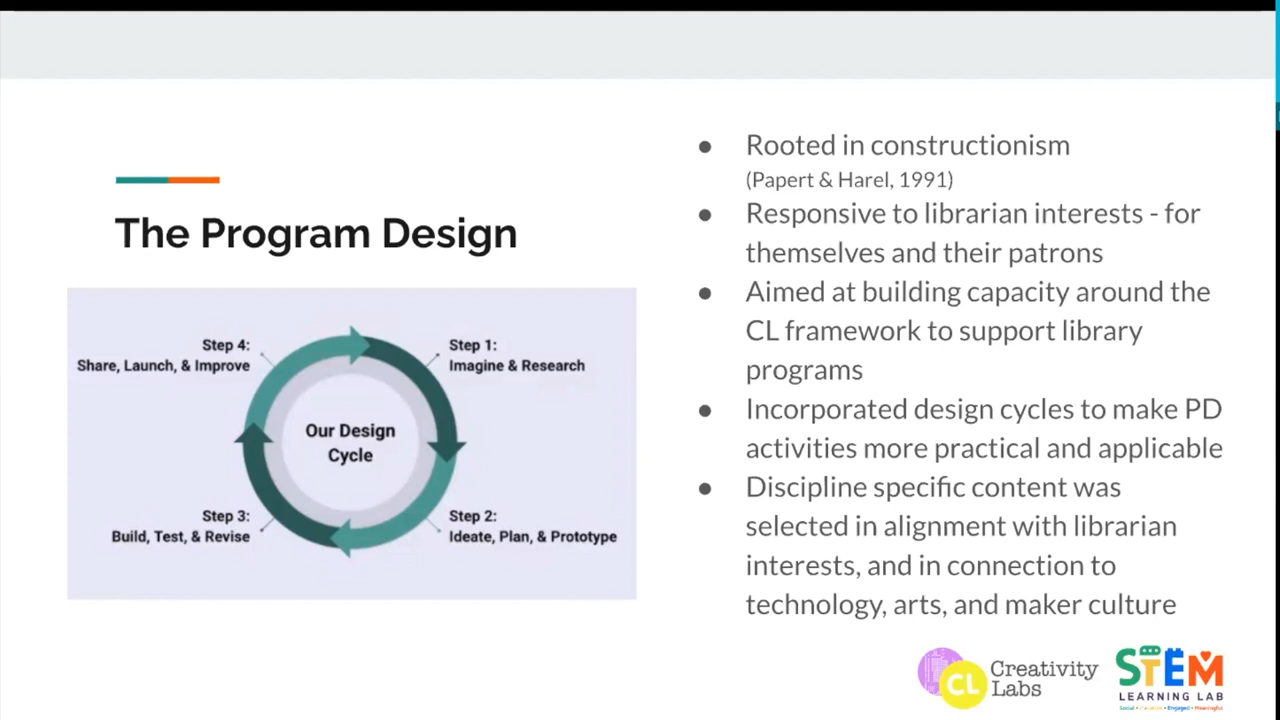 The Program Design
Step 4:
Share, Launch, & Improve
Step 1:
Imagine & Research
Our Design
Cycle
Step 3:
Build, Test, & Revise
Step 2:
Ideate, Plan, & Prototype
● Rooted in constructionism
(Papert & Harel, 1991)
● Responsive to librarian interests - for
themselves and their patrons
● Aimed at building capacity around the
CL framework to support library
programs
● Incorporated design cycles to make PD
activities more practical and applicable
● Discipline specific content was
selected in alignment with librarian
interests, and in connection to
technology, arts, and maker culture
CL
Creativity
Labs
STEM
LEARNING LAB
Social • Engaged • Meaningful